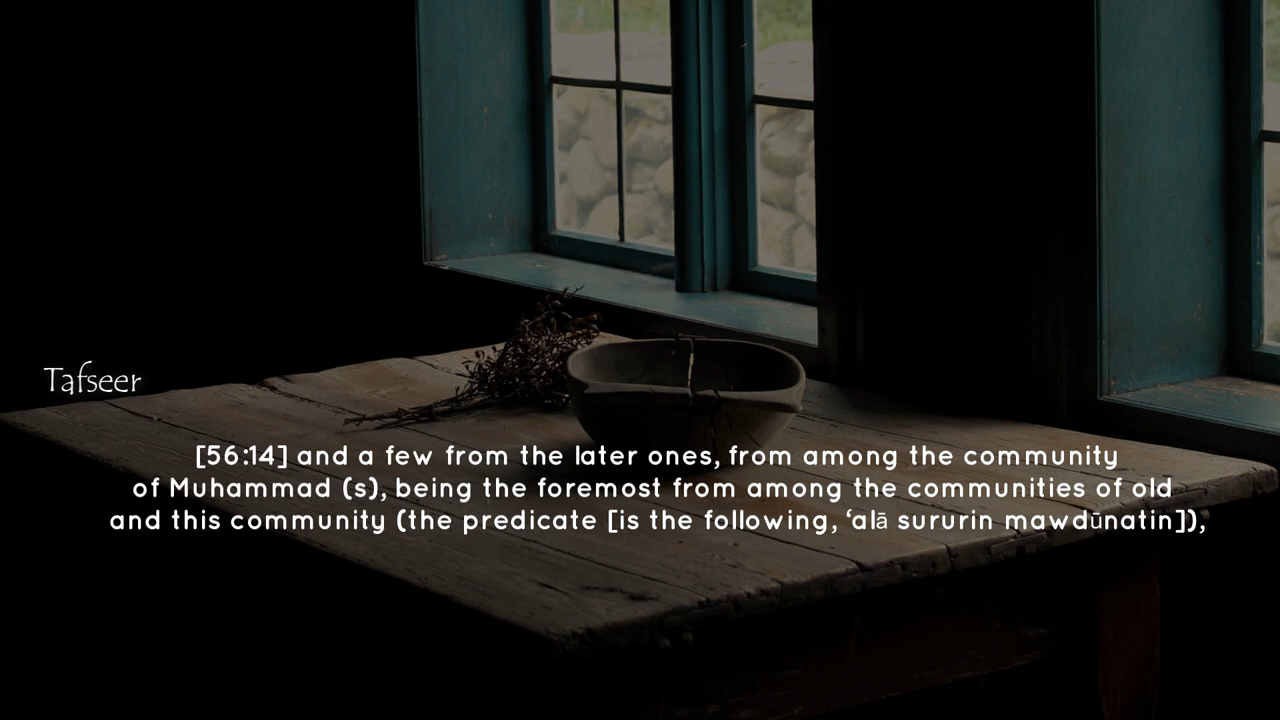 Tafseer
[56:14] and a few from the later ones, from among the community
of Muhammad (s), being the foremost from among the communities of old
and this community (the predicate [is the following, ‘alā sururin mawdūnatin]),